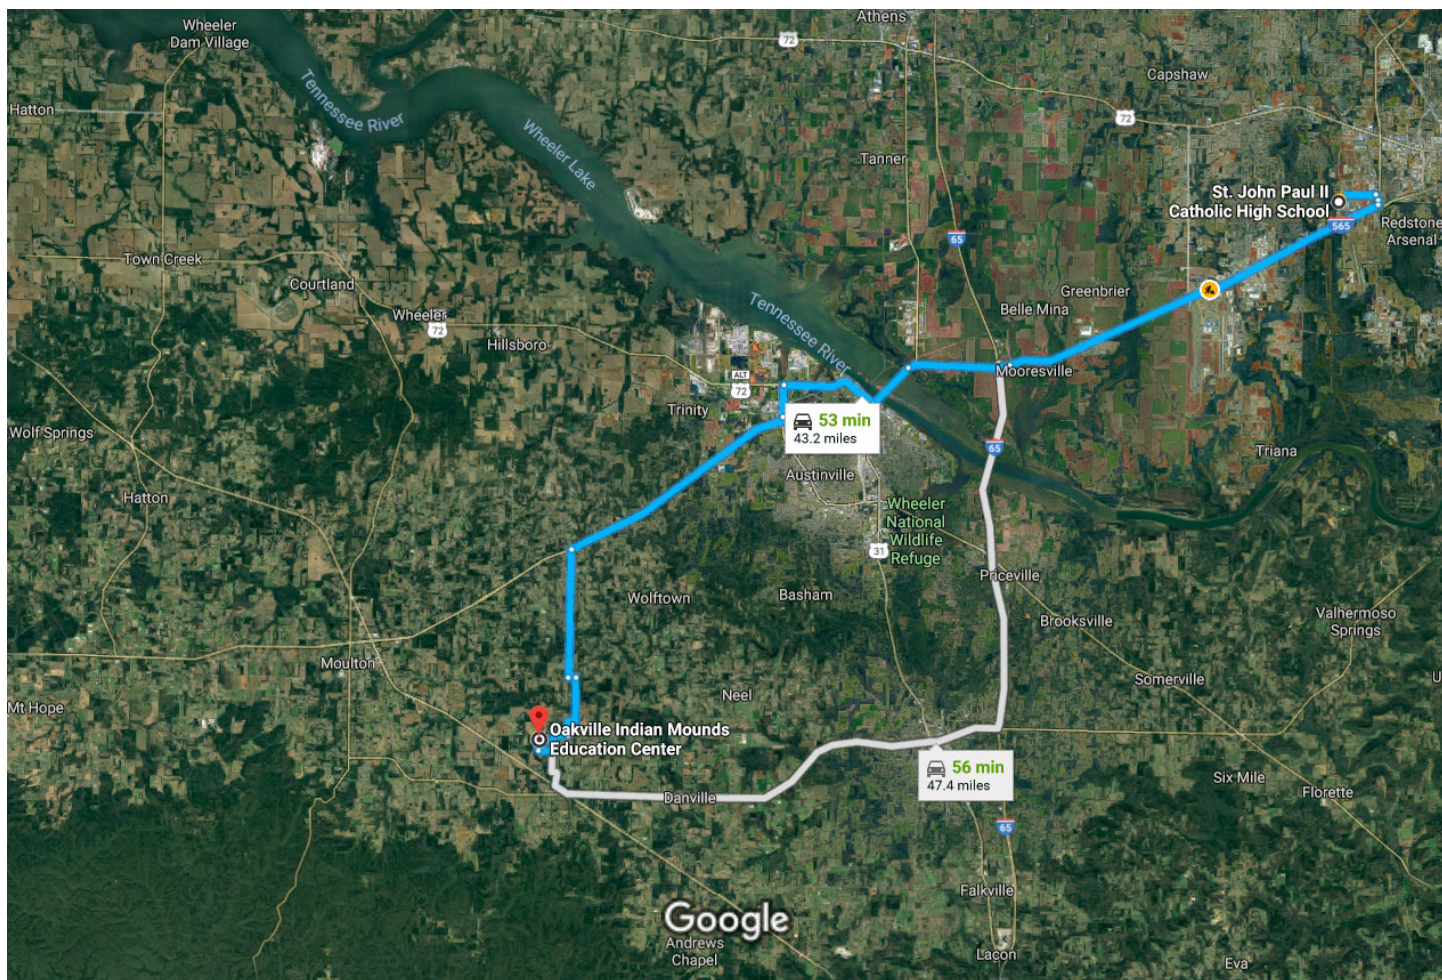 Wheeler
Dam Village
Athens
72
Capshaw
Hatton
Tennessee River
72
Wheeler Lake
Tanner
St. John Paul II
Catholic High School
565
Redstone
Arsenal
65
Town Creek
Courtland
Greenbrier
Belle Mina
Wheeler
72
Tennessee River
Hillsboro
Mooresville
ALT
72
Trinity
53 min
43.2 miles
Wolf Springs
65
Triana
Austinville
Hatton
Wheeler
National
Wildlife
Refuge
31
Priceville
Wolftown
Basham
Brooksville
Valhermoso
Springs
Moulton
Somerville
U
Neel
Mt Hope
Oakville Indian Mounds
Education Center
56 min
47.4 miles
Six Mile
Florette
Danville
65
Falkville
Google
Andrews
Chapel
Lacon
Eva